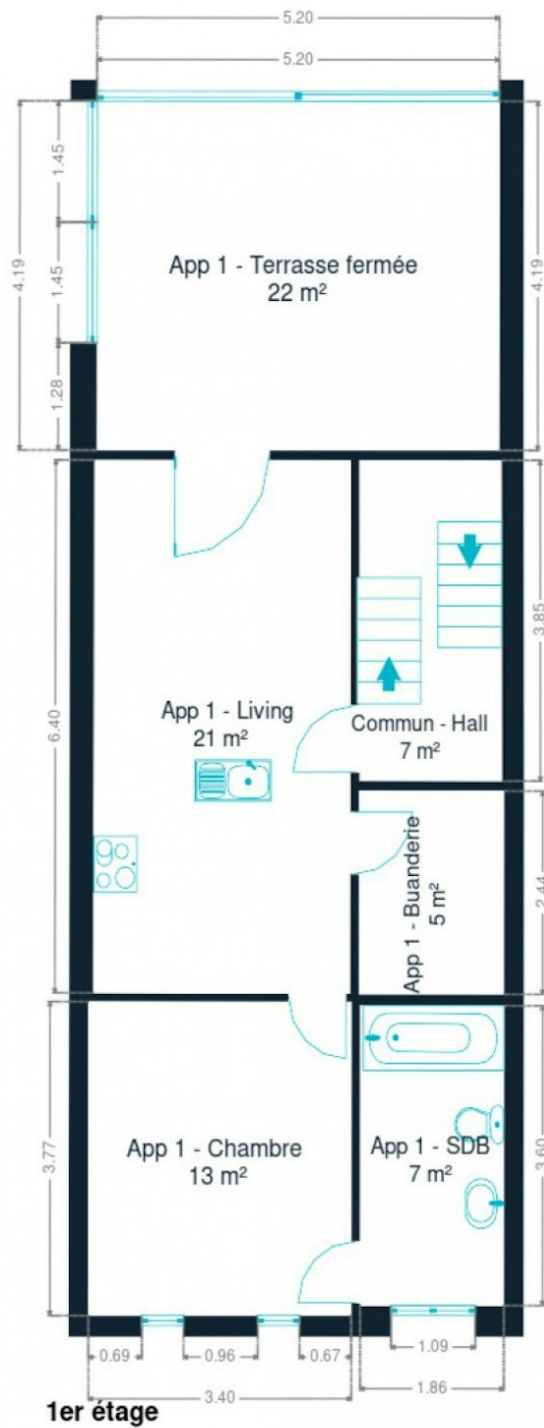 5.20
5.20
1.45
4.19
1.45
1.28
4.19
App 1 - Terrasse fermée
22 m²
6.40
3.85
App 1 - Living
21 m²
Commun - Hall
7 m²
App 1 - Buanderie
5 m²
2.44
3.77
App 1 - Chambre
13 m²
App 1 - SDB
7 m²
3.60
0.69
0.96
0.67
1.09
3.40
1.86
1er étage